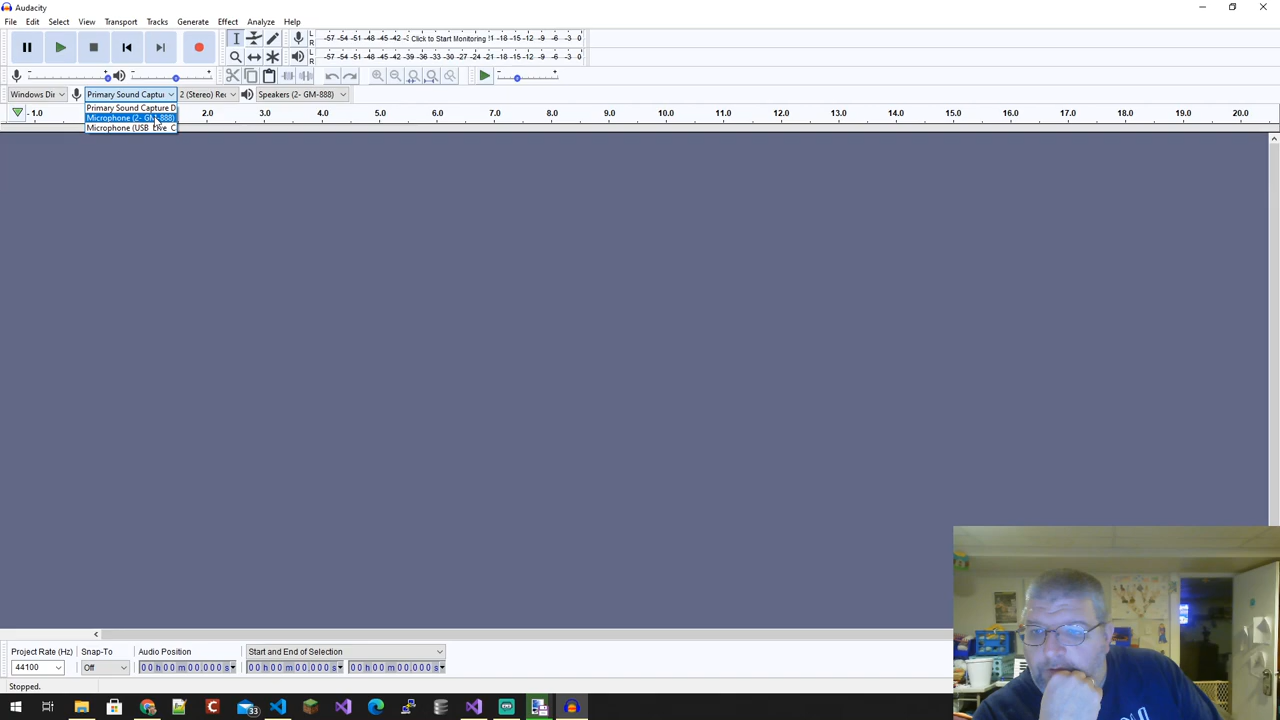 Audacity
File Edit Select View Transport Tracks Generate Effect Analyze Help
L R -57 -54 -51 -48 -45 -42 -3 Click to Start Monitoring !1 -18 -15 -12 -9 -6 -3 0
L R -57 -54 -51 -48 -45 -42 -39 -36 -33 -30 -27 -24 -21 -18 -15 -12 -9 -6 -3 0
Windows Dir Primary Sound Captur 2 (Stereo) Rec Speakers (2- GM-888)
Primary Sound Capture D
Microphone (2- GM-888)
Microphone (USB Live C
-1.0 2.0 3.0 4.0 5.0 6.0 7.0 8.0 9.0 10.0 11.0 12.0 13.0 14.0 15.0 16.0 17.0 18.0 19.0 20.0
Project Rate (Hz) Snap-To Audio Position Start and End of Selection
44100 Off 00 h 00 m 00.000 s 00 h 00 m 00.000 s 00 h 00 m 00.000 s
Stopped.
33